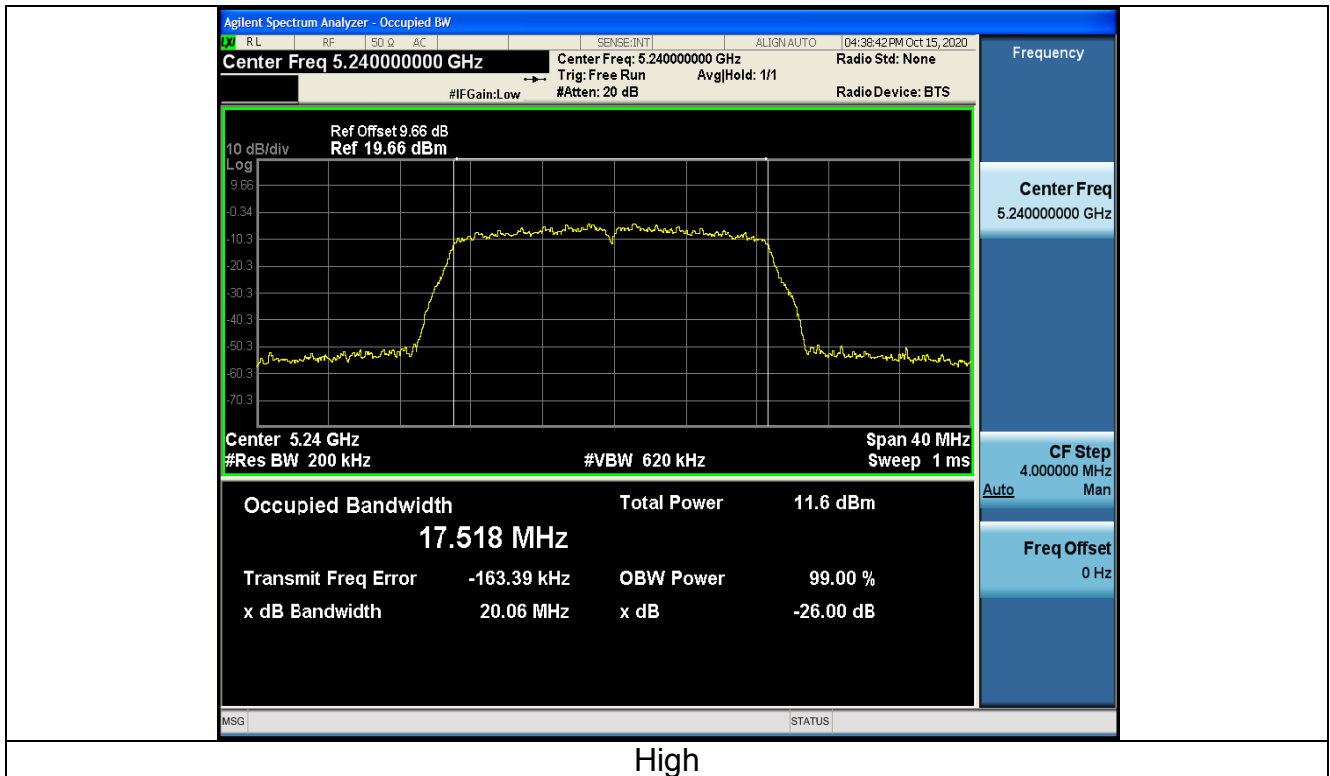 Agilent Spectrum Analyzer - Occupied BW
LXI RL RF 50 Ω AC SENSE:INT ALIGN AUTO 04:38:42 PM Oct 15, 2020
Center Freq 5.240000000 GHz
Center Freq: 5.240000000 GHz
Radio Std: None
Trig: Free Run Avg|Hold: 1/1
#IFGain:Low
#Atten: 20 dB
Radio Device: BTS
Frequency
Ref Offset 9.66 dB
10 dB/div Ref 19.66 dBm
Log
9.66
-0.34
-10.3
-20.3
-30.3
-40.3
-50.3
-60.3
-70.3
Center 5.24 GHz Span 40 MHz
#Res BW 200 kHz #VBW 620 kHz Sweep 1 ms
Center Freq
5.240000000 GHz
CF Step
4.000000 MHz
Auto Man
Freq Offset
0 Hz
Occupied Bandwidth Total Power 11.6 dBm
17.518 MHz
Transmit Freq Error -163.39 kHz OBW Power 99.00 %
x dB Bandwidth 20.06 MHz x dB -26.00 dB
MSG STATUS
High